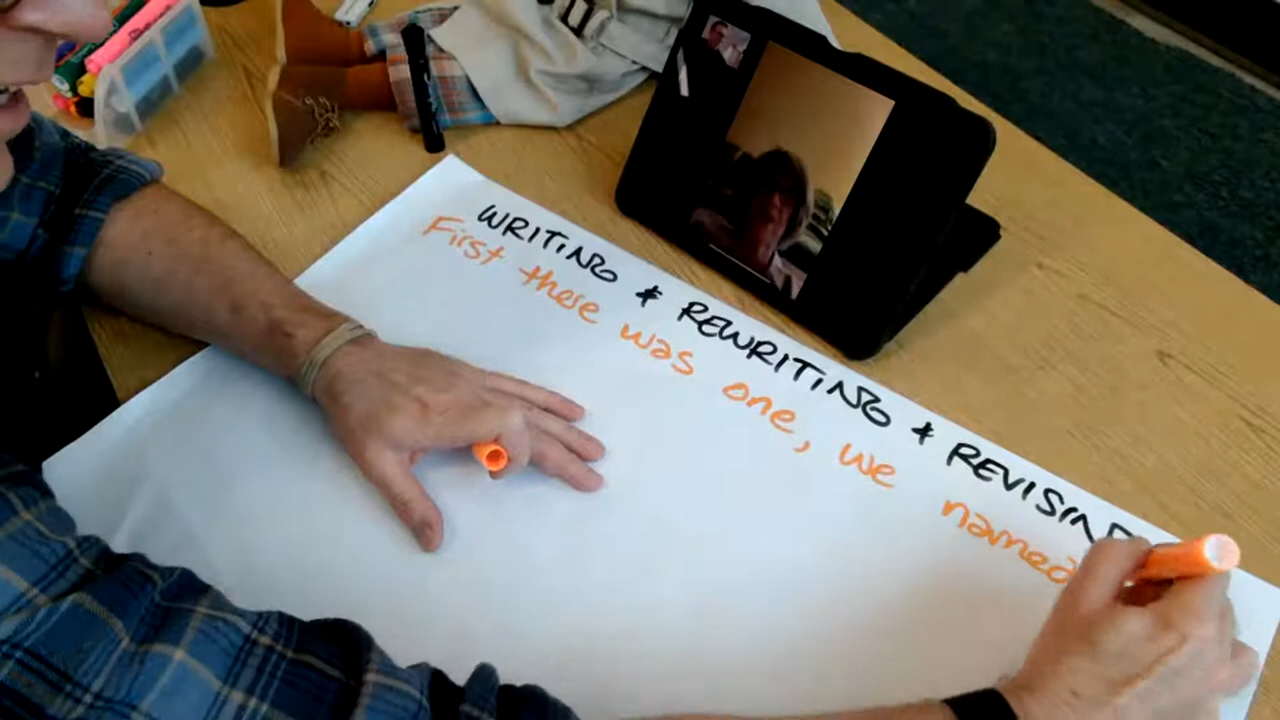 WRITING & REWRITING & REVISING
First there was one, we named